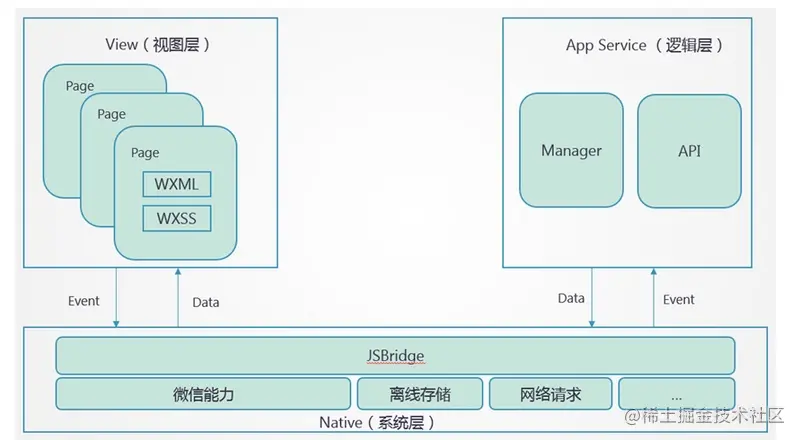 View（视图层）
App Service （逻辑层）
Page
Page
Page
WXML
WXSS
Manager
API
Event
Data
Data
Event
JSBridge
微信能力
离线存储
网络请求
...
Native（系统层）
@稀土掘金技术社区